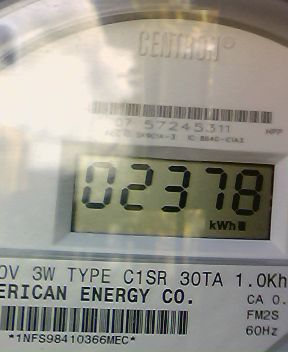 CENTRON®
07 57245311
02378
kWh
0V 3W TYPE C1SR 30TA 1.0Kh
ERICAN ENERGY CO.
CA 0.
FM2S
*1NFS98410366MEC*
60Hz